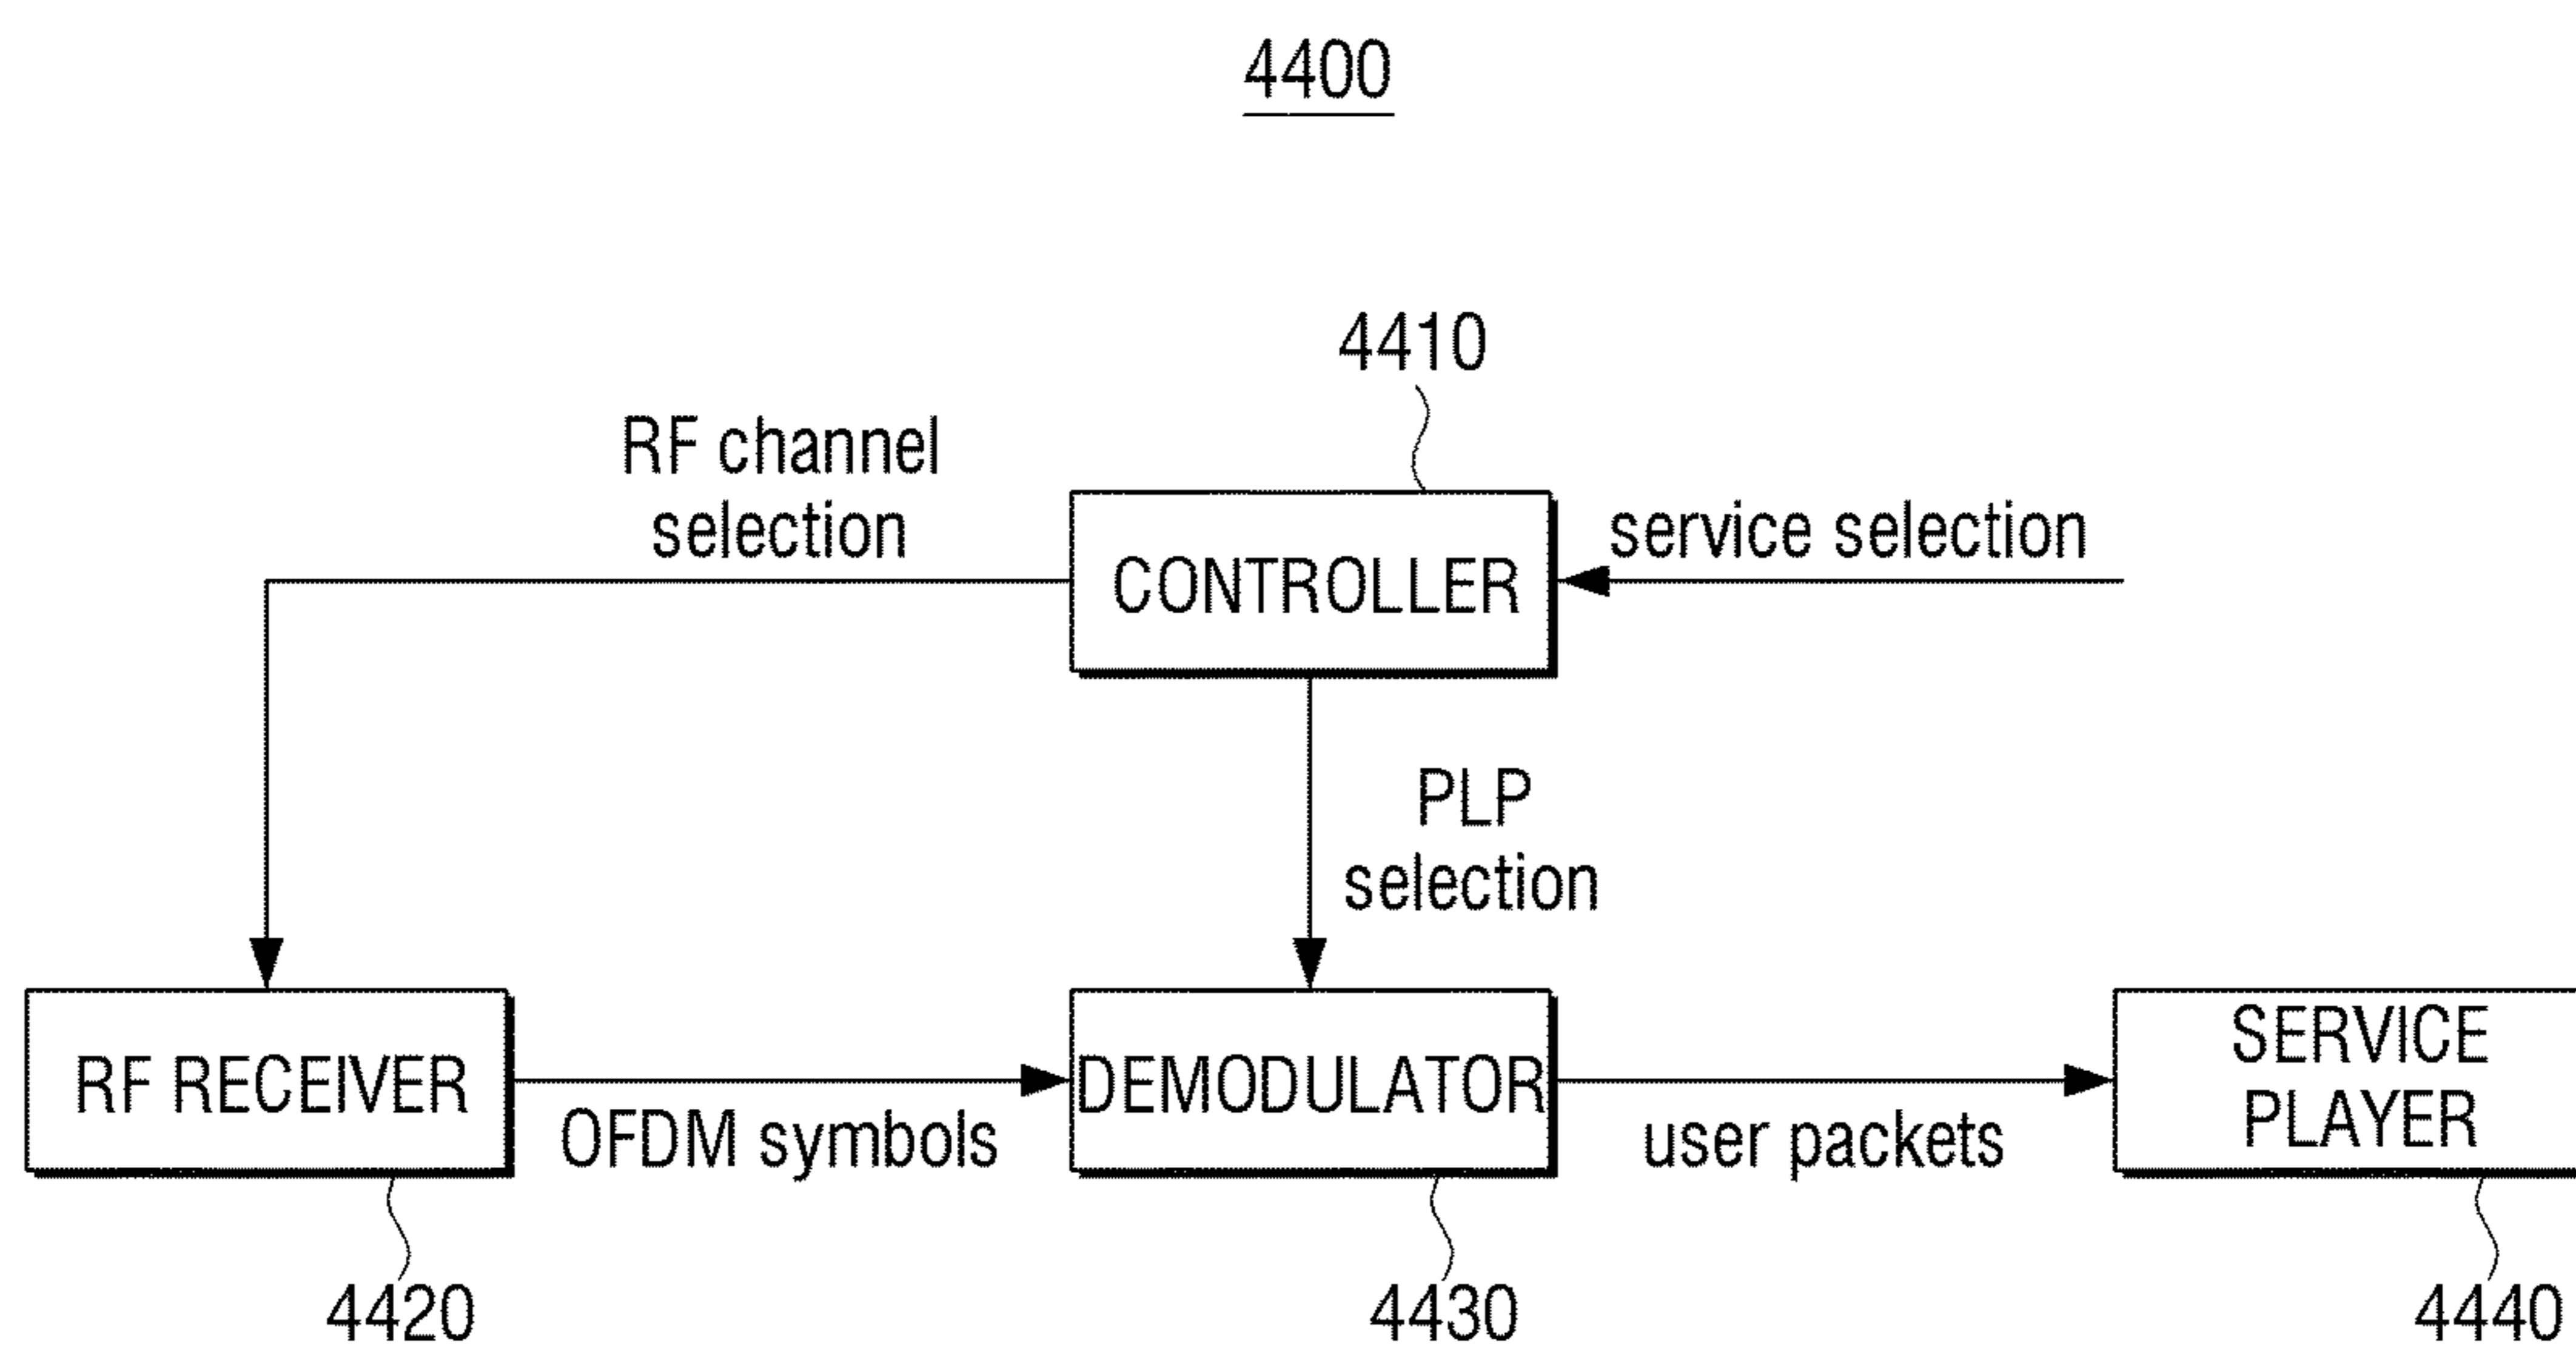 4400
4410
RF channel
selection
service selection
CONTROLLER
PLP
selection
RF RECEIVER
OFDM symbols
DEMODULATOR
user packets
SERVICE
PLAYER
4420
4430
4440